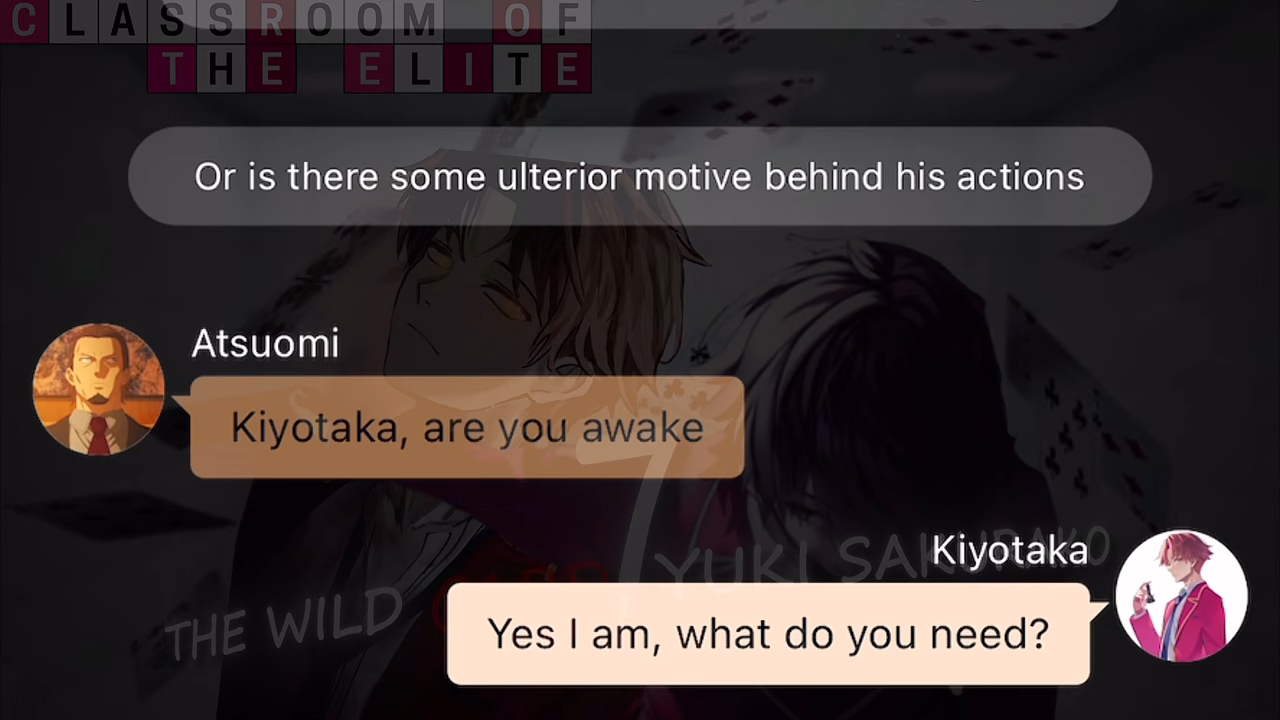 CLASSROOM OF
THE ELITE
Or is there some ulterior motive behind his actions
Atsuomi
Kiyotaka, are you awake
Kiyotaka
YUKI SAKURAKO
Yes I am, what do you need?
THE WILD